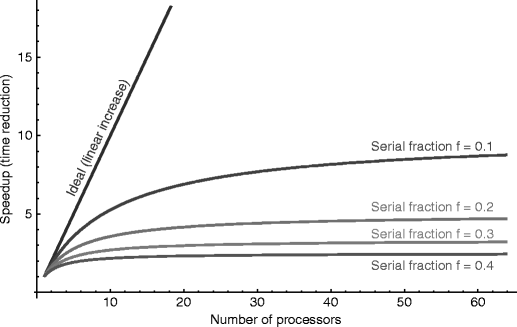 Speedup (time reduction)
15
10
5
Ideal (linear increase)
Serial fraction f = 0.1
Serial fraction f = 0.2
Serial fraction f = 0.3
Serial fraction f = 0.4
10 20 30 40 50 60
Number of processors